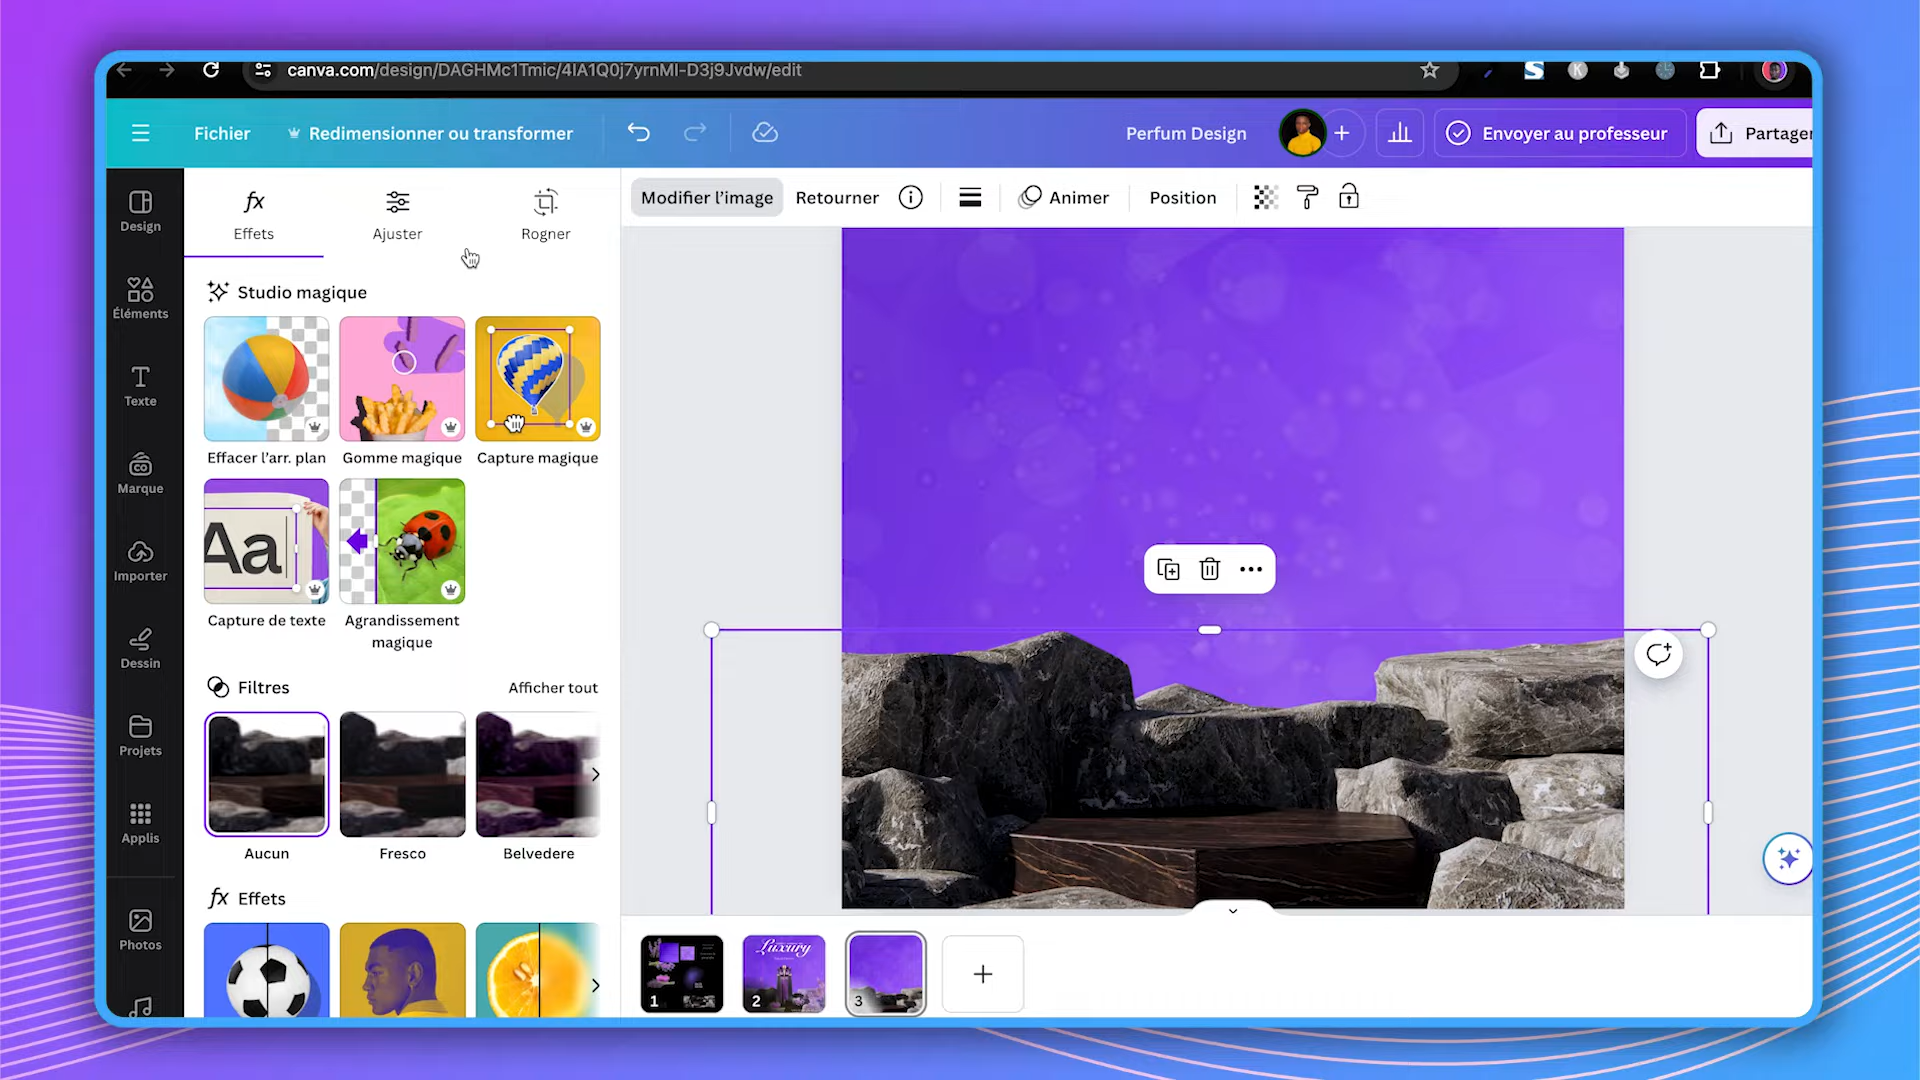 canva.com/design/DAGHMc1Tmic/4IA1Q0j7yrnMI-D3j9Jvdw/edit
Fichier
Redimensionner ou transformer
Perfum Design
Envoyer au professeur
Partager
Design
Éléments
Texte
Marque
Importer
Dessin
Projets
Applis
Photos
fx
Effets
Ajuster
Rogner
Modifier l'image
Retourner
Animer
Position
Studio magique
Effacer l'arr. plan
Gomme magique
Capture magique
Aa
Capture de texte
Agrandissement
magique
Filtres
Afficher tout
Aucun
Fresco
Belvedere
fx Effets
1
Luxury
2
3